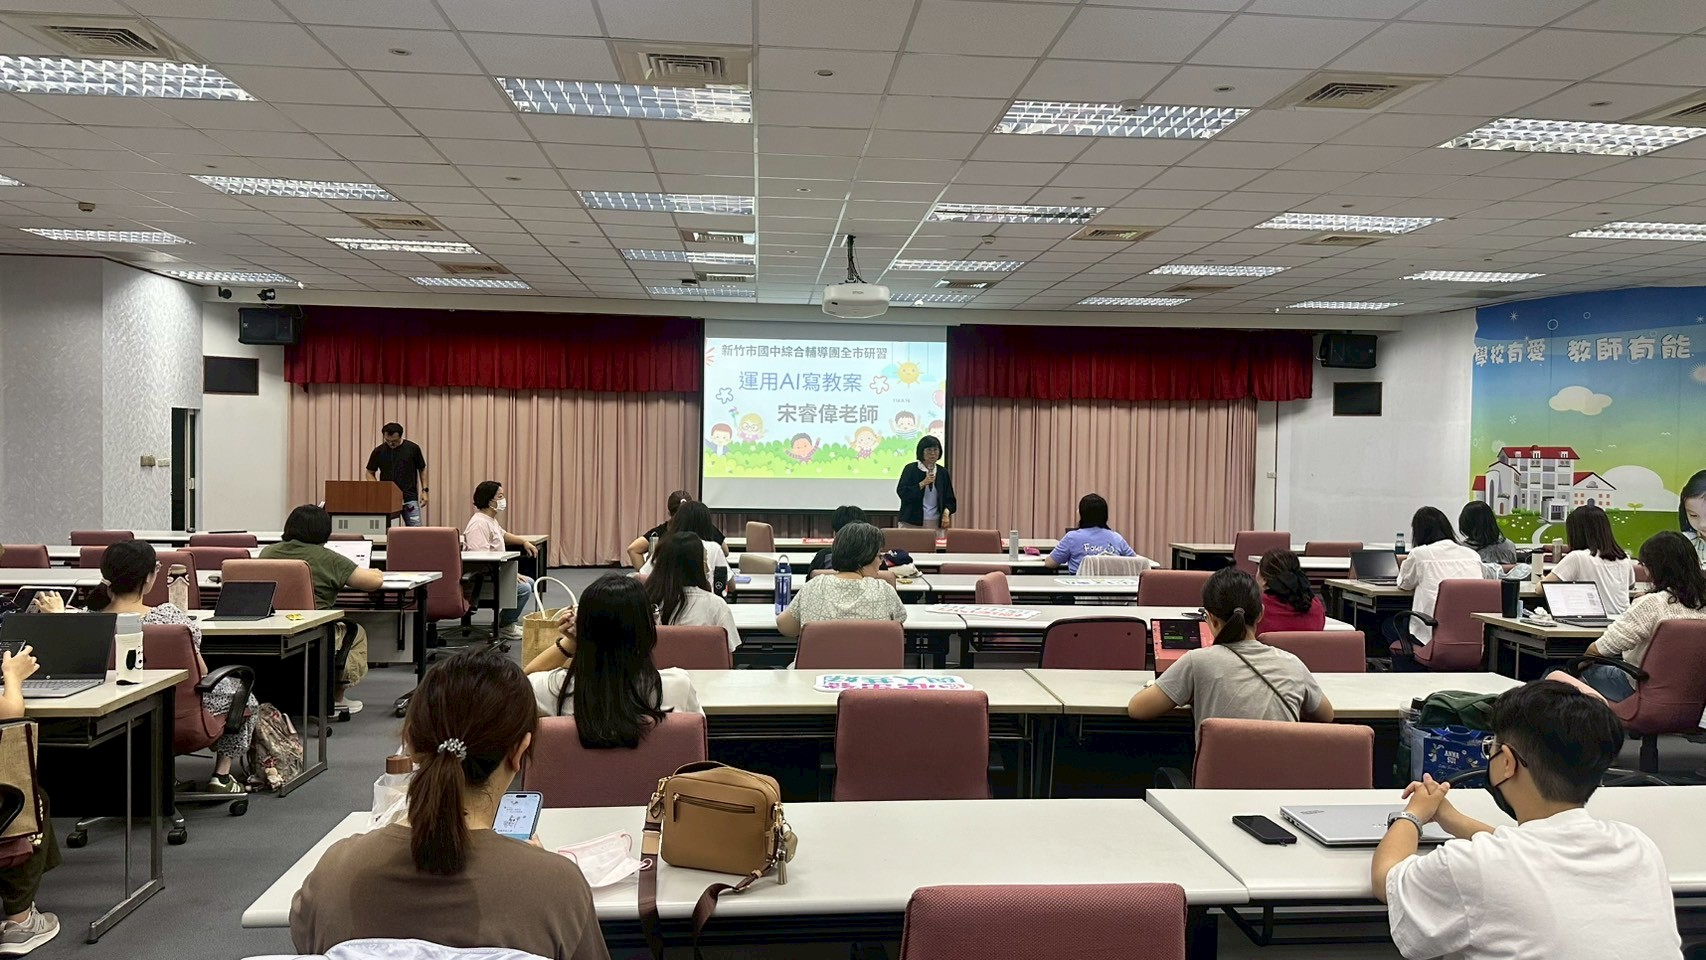 新竹市國中綜合輔導團全市研習
運用AI寫教案
宋睿偉老師
學校有愛 教師有能